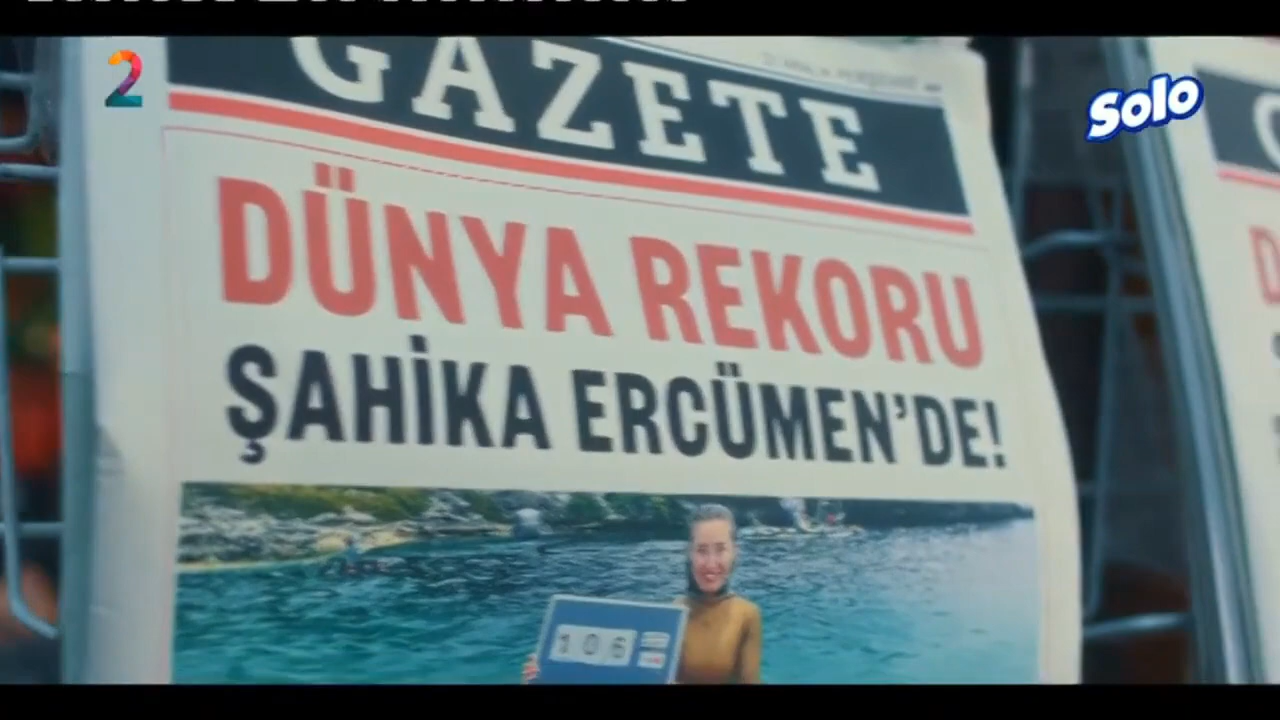 2
Solo
GAZETE
DÜNYA REKORU
ŞAHİKA ERCÜMEN'DE!
106